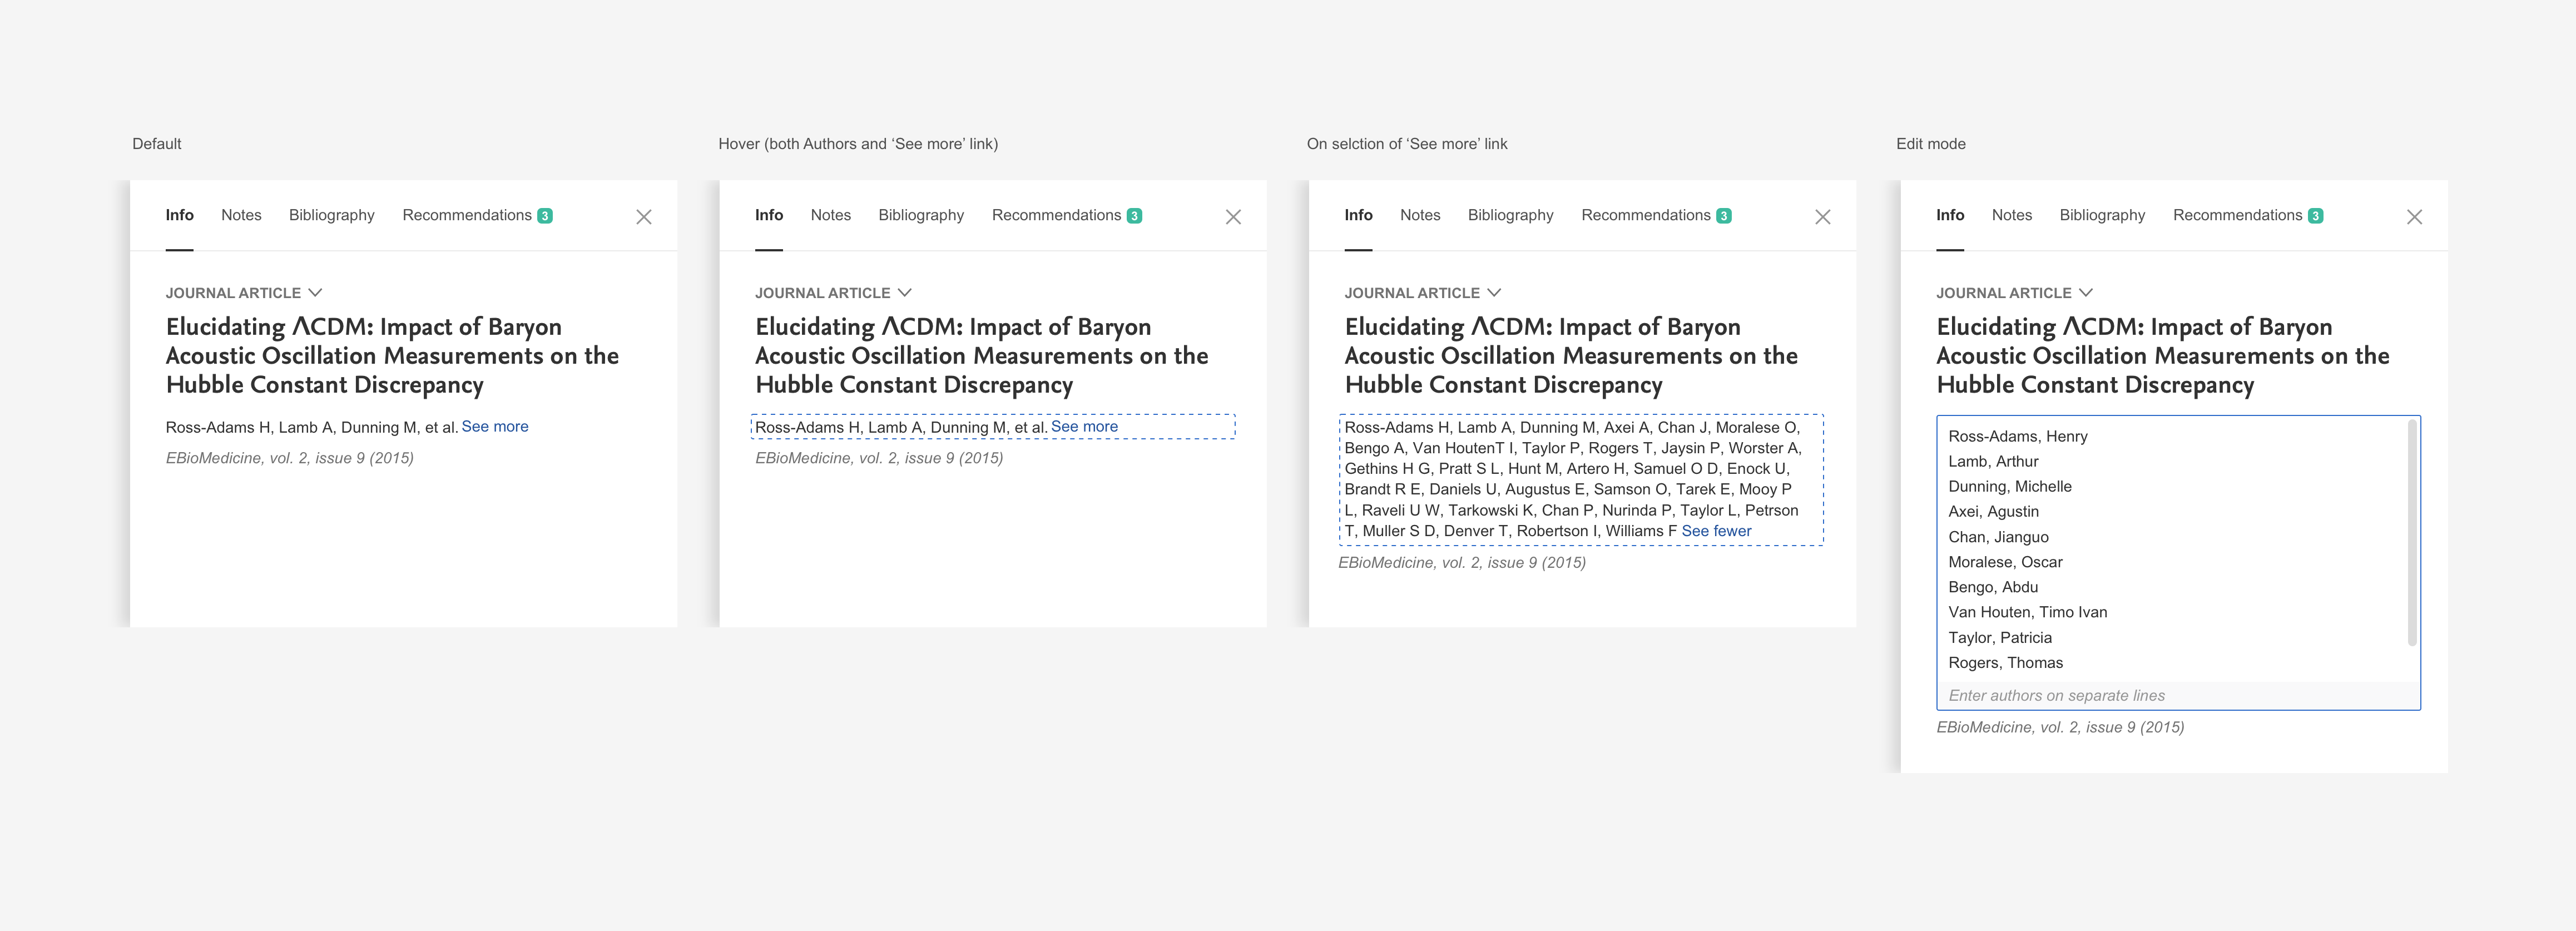 Default
Info Notes Bibliography Recommendations 3
JOURNAL ARTICLE
Elucidating ΛCDM: Impact of Baryon
Acoustic Oscillation Measurements on the
Hubble Constant Discrepancy
Ross-Adams H, Lamb A, Dunning M, et al. See more
EBioMedicine, vol. 2, issue 9 (2015)
Hover (both Authors and ‘See more’ link)
Info Notes Bibliography Recommendations 3
JOURNAL ARTICLE
Elucidating ΛCDM: Impact of Baryon
Acoustic Oscillation Measurements on the
Hubble Constant Discrepancy
Ross-Adams H, Lamb A, Dunning M, et al. See more
EBioMedicine, vol. 2, issue 9 (2015)
On selction of ‘See more’ link
Info Notes Bibliography Recommendations 3
JOURNAL ARTICLE
Elucidating ΛCDM: Impact of Baryon
Acoustic Oscillation Measurements on the
Hubble Constant Discrepancy
Ross-Adams H, Lamb A, Dunning M, Axei A, Chan J, Moralese O,
Bengo A, Van HoutenT I, Taylor P, Rogers T, Jaysin P, Worster A,
Gethins H G, Pratt S L, Hunt M, Artero H, Samuel O D, Enock U,
Brandt R E, Daniels U, Augustus E, Samson O, Tarek E, Mooy P
L, Raveli U W, Tarkowski K, Chan P, Nurinda P, Taylor L, Petrson
T, Muller S D, Denver T, Robertson I, Williams F See fewer
EBioMedicine, vol. 2, issue 9 (2015)
Edit mode
Info Notes Bibliography Recommendations 3
JOURNAL ARTICLE
Elucidating ΛCDM: Impact of Baryon
Acoustic Oscillation Measurements on the
Hubble Constant Discrepancy
Ross-Adams, Henry
Lamb, Arthur
Dunning, Michelle
Axei, Agustin
Chan, Jianguo
Moralese, Oscar
Bengo, Abdu
Van Houten, Timo Ivan
Taylor, Patricia
Rogers, Thomas
Enter authors on separate lines
EBioMedicine, vol. 2, issue 9 (2015)